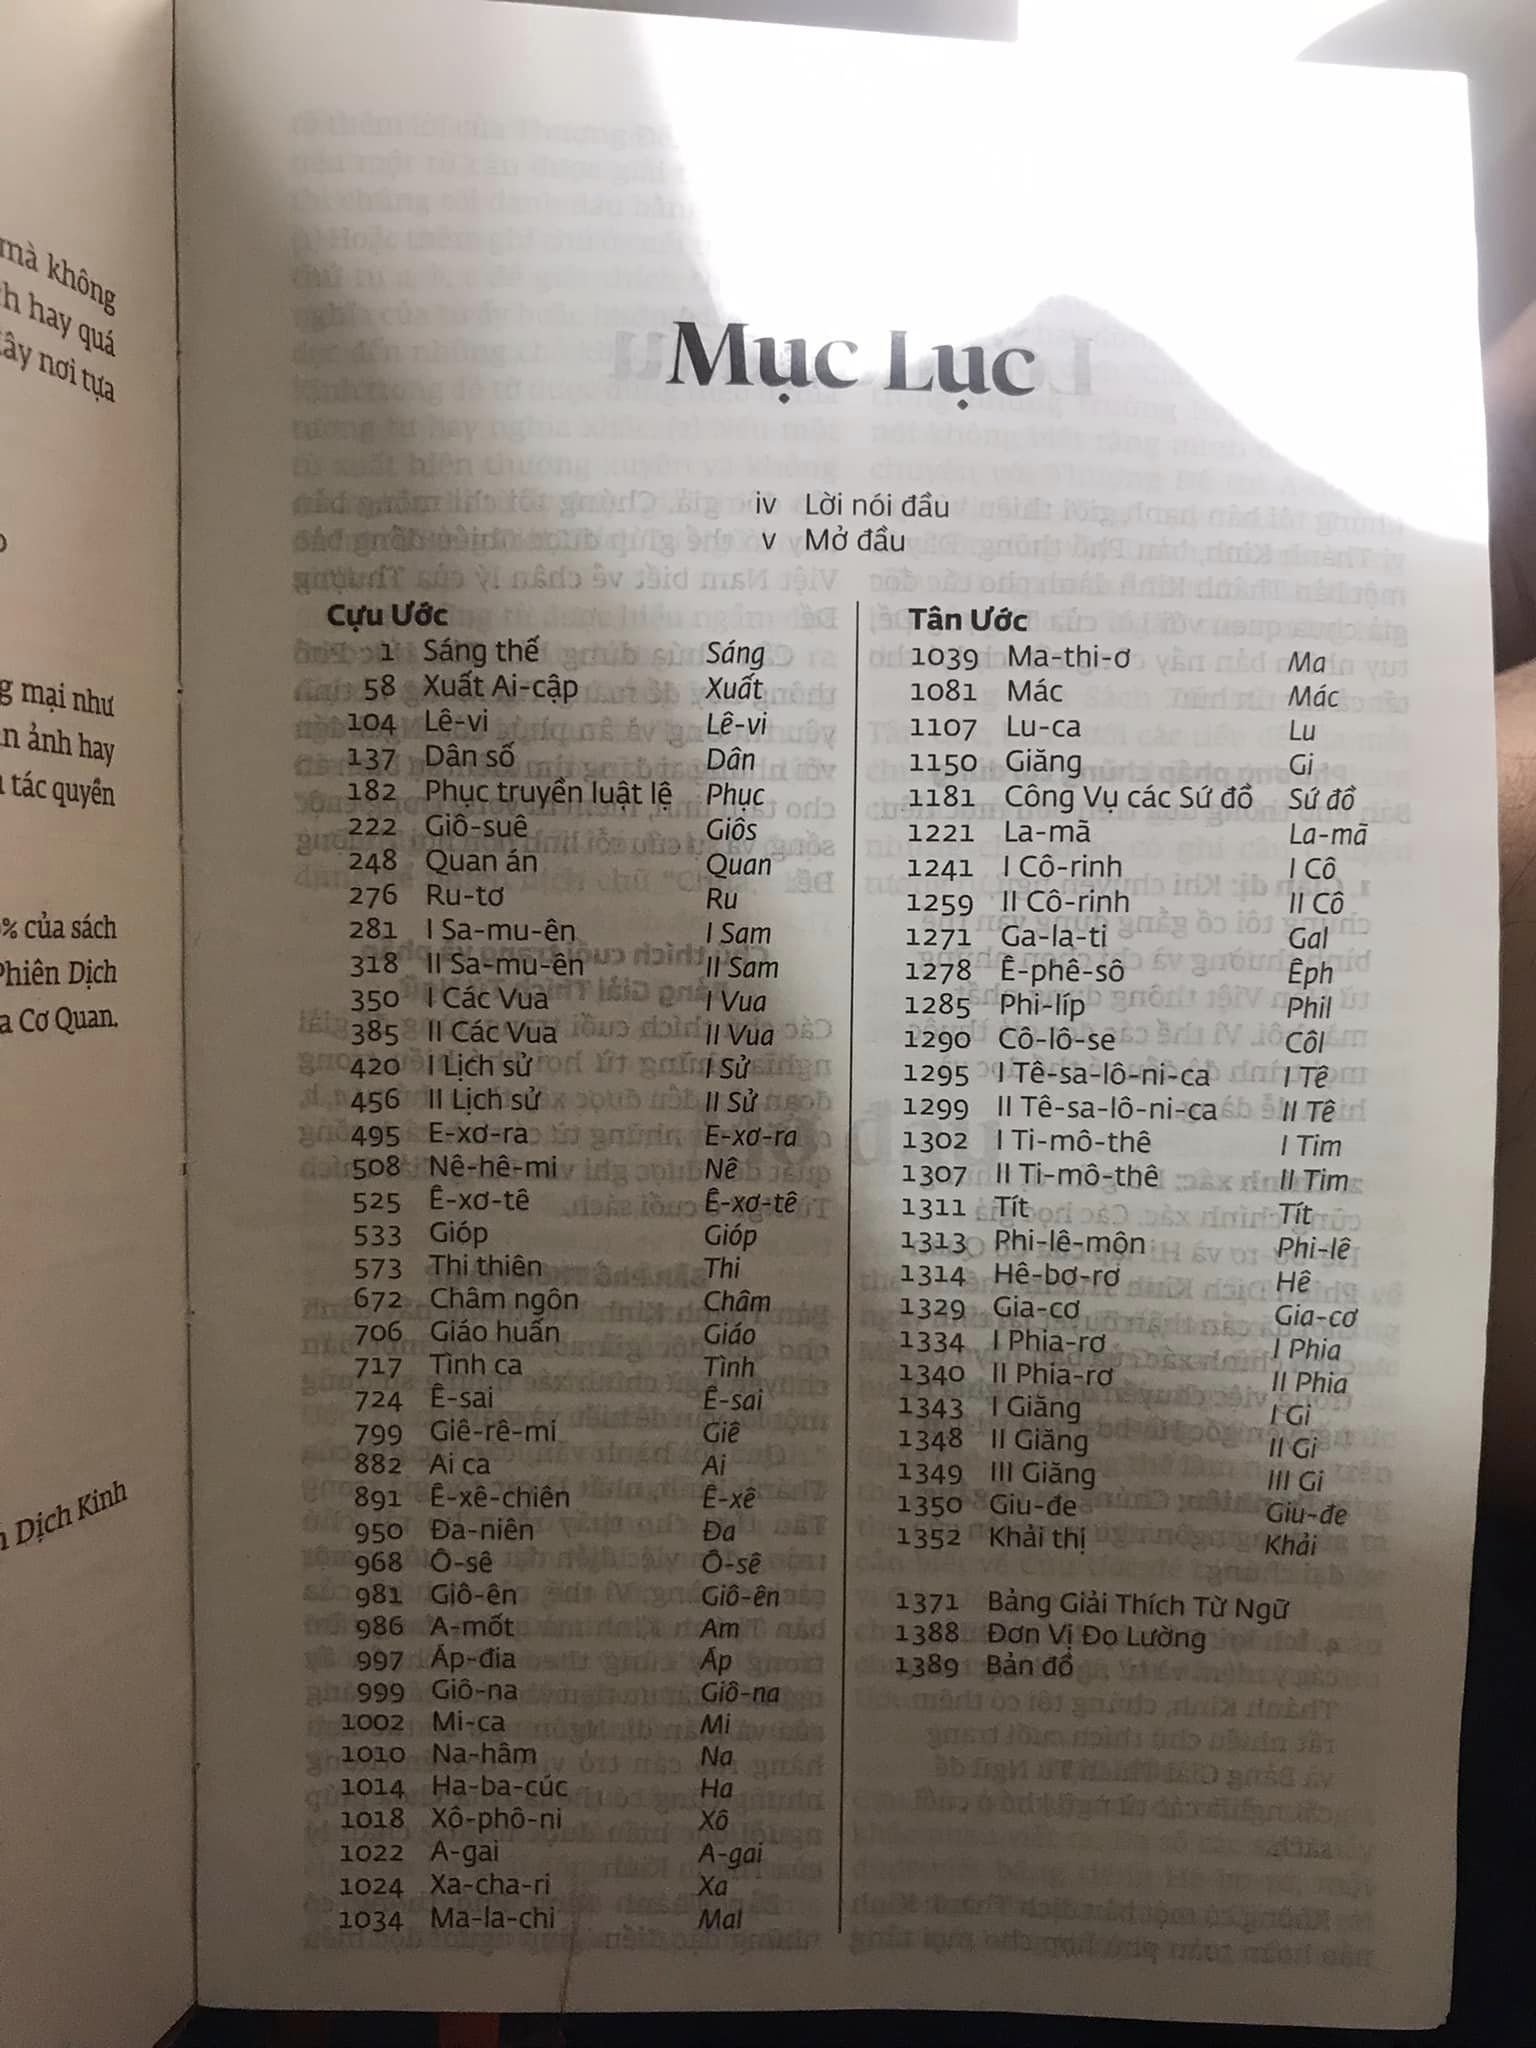 mà không
hay quá
nơi tựa
mại như
ảnh hay
tác quyền
của sách
Phiên Dịch
Cơ Quan.
Dịch Kinh
Mục Lục
iv Lời nói đầu
v Mở đầu
Cựu Ước
1 Sáng thế Sáng
58 Xuất Ai-cập Xuất
104 Lê-vi Lê-vi
137 Dân số Dân
182 Phục truyền luật lệ Phục
222 Giô-suê Giôs
248 Quan án Quan
276 Ru-tơ Ru
281 I Sa-mu-ên I Sam
318 II Sa-mu-ên II Sam
350 I Các Vua I Vua
385 II Các Vua II Vua
420 I Lịch sử I Sử
456 II Lịch sử II Sử
495 E-xơ-ra E-xơ-ra
508 Nê-hê-mi Nê
525 Ê-xơ-tê Ê-xơ-tê
533 Gióp Gióp
573 Thi thiên Thi
672 Châm ngôn Châm
706 Giáo huấn Giáo
717 Tình ca Tình
724 Ê-sai Ê-sai
799 Giê-rê-mi Giê
882 Ai ca Ai
891 Ê-xê-chiên Ê-xê
950 Đa-niên Đa
968 Ô-sê Ô-sê
981 Giô-ên Giô-ên
986 A-mốt Am
997 Áp-đia Áp
999 Giô-na Giô-na
1002 Mi-ca Mi
1010 Na-hâm Na
1014 Ha-ba-cúc Ha
1018 Xô-phô-ni Xô
1022 A-gai A-gai
1024 Xa-cha-ri Xa
1034 Ma-la-chi Mal
Tân Ước
1039 Ma-thi-ơ Ma
1081 Mác Mác
1107 Lu-ca Lu
1150 Giăng Gi
1181 Công Vụ các Sứ đồ Sứ đồ
1221 La-mã La-mã
1241 I Cô-rinh I Cô
1259 II Cô-rinh II Cô
1271 Ga-la-ti Gal
1278 Ê-phê-sô Êph
1285 Phi-líp Phil
1290 Cô-lô-se Côl
1295 I Tê-sa-lô-ni-ca I Tê
1299 II Tê-sa-lô-ni-ca II Tê
1302 I Ti-mô-thê I Tim
1307 II Ti-mô-thê II Tim
1311 Tít Tít
1313 Phi-lê-môn Phi-lê
1314 Hê-bơ-rơ Hê
1329 Gia-cơ Gia-cơ
1334 I Phia-rơ I Phia
1340 II Phia-rơ II Phia
1343 I Giăng I Gi
1348 II Giăng II Gi
1349 III Giăng III Gi
1350 Giu-đe Giu-đe
1352 Khải thị Khải
1371 Bảng Giải Thích Từ Ngữ
1388 Đơn Vị Đo Lường
1389 Bản đồ